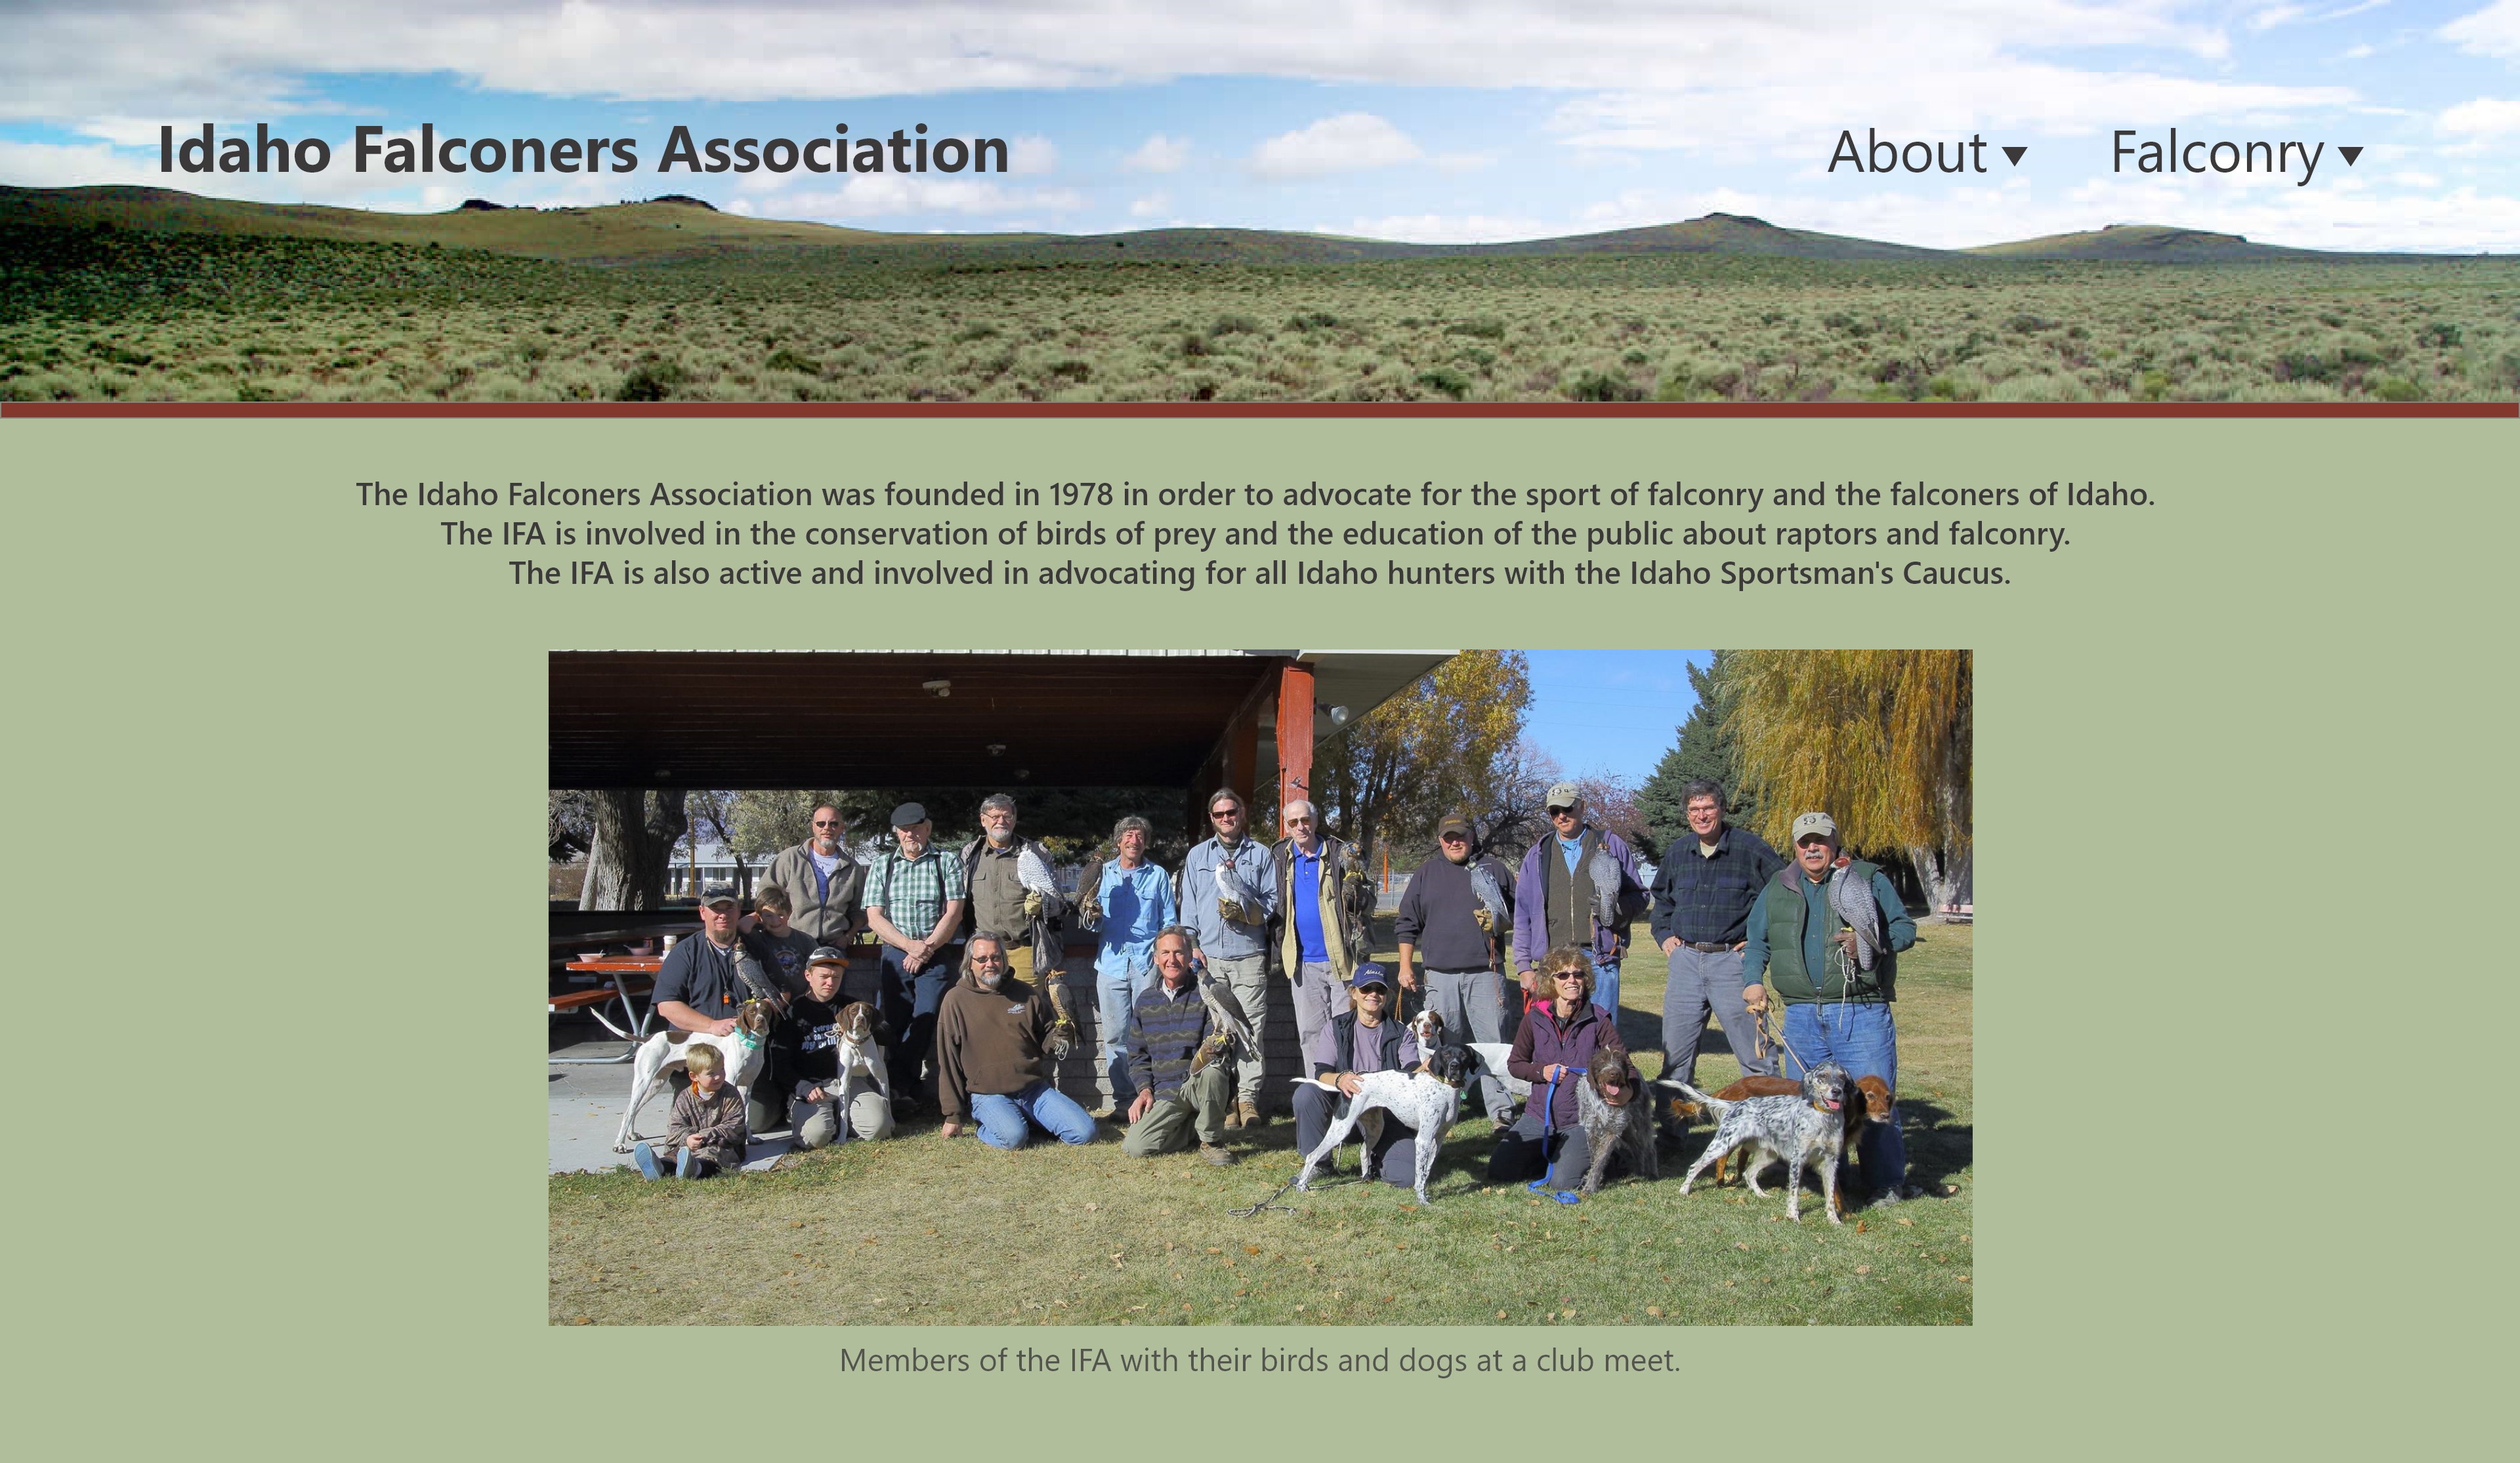 Idaho Falconers Association
About ▼ Falconry ▼
The Idaho Falconers Association was founded in 1978 in order to advocate for the sport of falconry and the falconers of Idaho.
The IFA is involved in the conservation of birds of prey and the education of the public about raptors and falconry.
The IFA is also active and involved in advocating for all Idaho hunters with the Idaho Sportsman's Caucus.
Members of the IFA with their birds and dogs at a club meet.